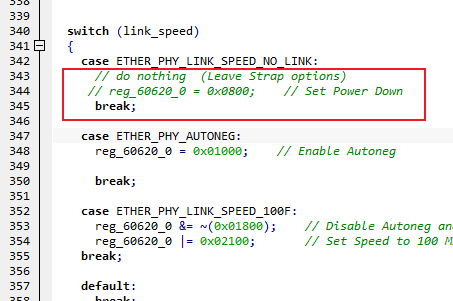 339
340 switch (link_speed)
341 {
342 case ETHER_PHY_LINK_SPEED_NO_LINK:
343 // do nothing (Leave Strap options)
344 // reg_60620_0 = 0x0800; // Set Power Down
345 break;
346
347 case ETHER_PHY_AUTONEG:
348 reg_60620_0 = 0x01000; // Enable Autoneg
349
350 break;
351
352 case ETHER_PHY_LINK_SPEED_100F:
353 reg_60620_0 &= ~(0x01800); // Disable Autoneg an
354 reg_60620_0 |= 0x02100; // Set Speed to 100 M
355 break;
356
357 default:
358 break;